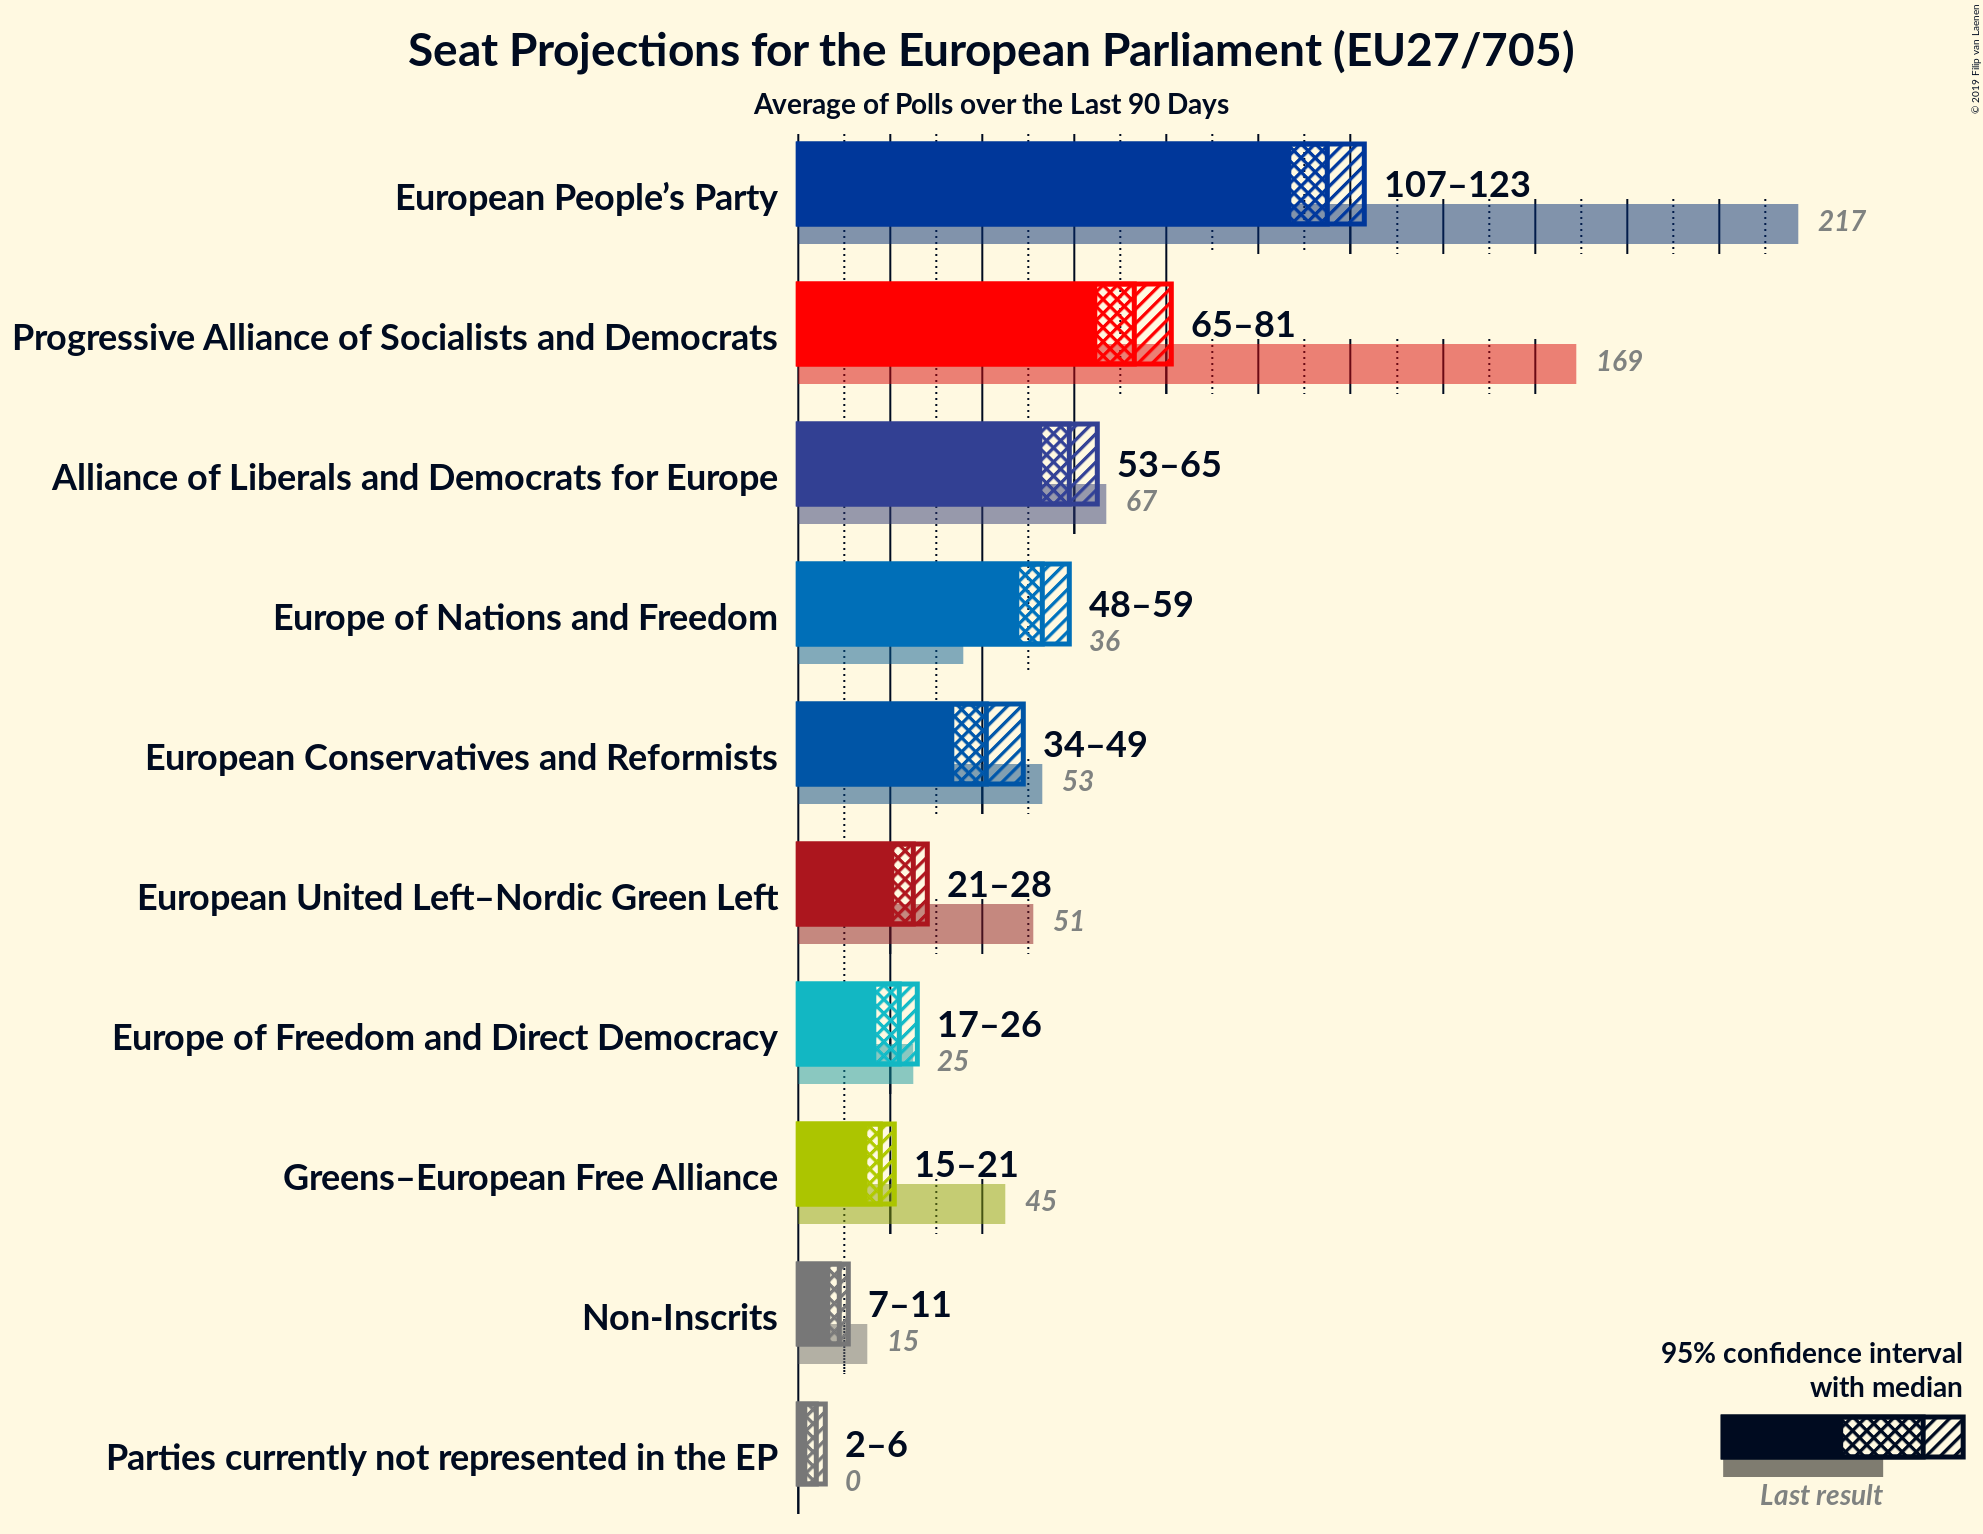 Seat Projections for the European Parliament (EU27/705)
Average of Polls over the Last 90 Days
© 2019 Filip van Laenen
European People’s Party
107–123
217
Progressive Alliance of Socialists and Democrats
65–81
169
Alliance of Liberals and Democrats for Europe
53–65
67
Europe of Nations and Freedom
48–59
36
European Conservatives and Reformists
34–49
53
European United Left–Nordic Green Left
21–28
51
Europe of Freedom and Direct Democracy
17–26
25
Greens–European Free Alliance
15–21
45
Non-Inscrits
7–11
15
Parties currently not represented in the EP
2–6
0
95% confidence interval
with median
Last result